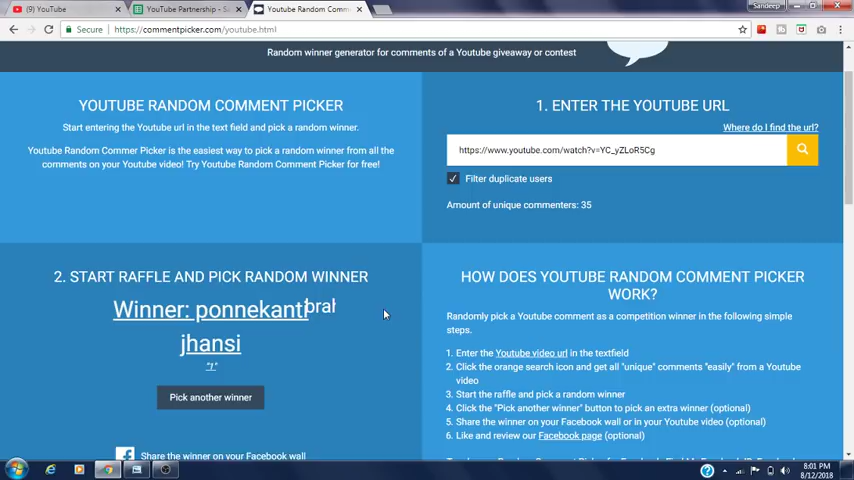 (9) YouTube
YouTube Partnership - Sa
Youtube Random Comm
Sandeep
Secure https://commentpicker.com/youtube.html
Random winner generator for comments of a Youtube giveaway or contest
YOUTUBE RANDOM COMMENT PICKER
Start entering the Youtube url in the text field and pick a random winner.
Youtube Random Commer Picker is the easiest way to pick a random winner from all the
comments on your Youtube video! Try Youtube Random Comment Picker for free!
1. ENTER THE YOUTUBE URL
Where do I find the url?
https://www.youtube.com/watch?v=YC_yZLoR5Cg
Filter duplicate users
Amount of unique commenters: 35
2. START RAFFLE AND PICK RANDOM WINNER
Winner: ponnekanti
jhansi
Pick another winner
Share the winner on your Facebook wall
HOW DOES YOUTUBE RANDOM COMMENT PICKER
WORK?
Randomly pick a Youtube comment as a competition winner in the following simple
steps.
1. Enter the Youtube video url in the textfield
2. Click the orange search icon and get all "unique" comments "easily" from a Youtube
video
3. Start the raffle and pick a random winner
4. Click the "Pick another winner" button to pick an extra winner (optional)
5. Share the winner on your Facebook wall or in your Youtube video (optional)
6. Like and review our Facebook page (optional)
8:01 PM
8/12/2018